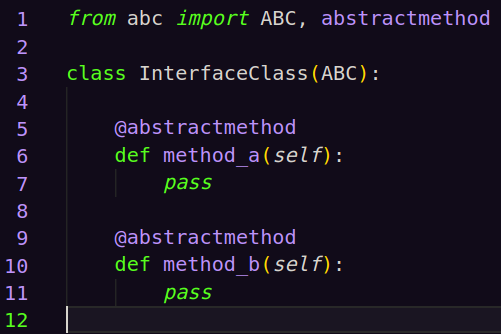 1 from abc import ABC, abstractmethod
2
3 class InterfaceClass(ABC):
4
5     @abstractmethod
6     def method_a(self):
7         pass
8
9     @abstractmethod
10     def method_b(self):
11         pass
12